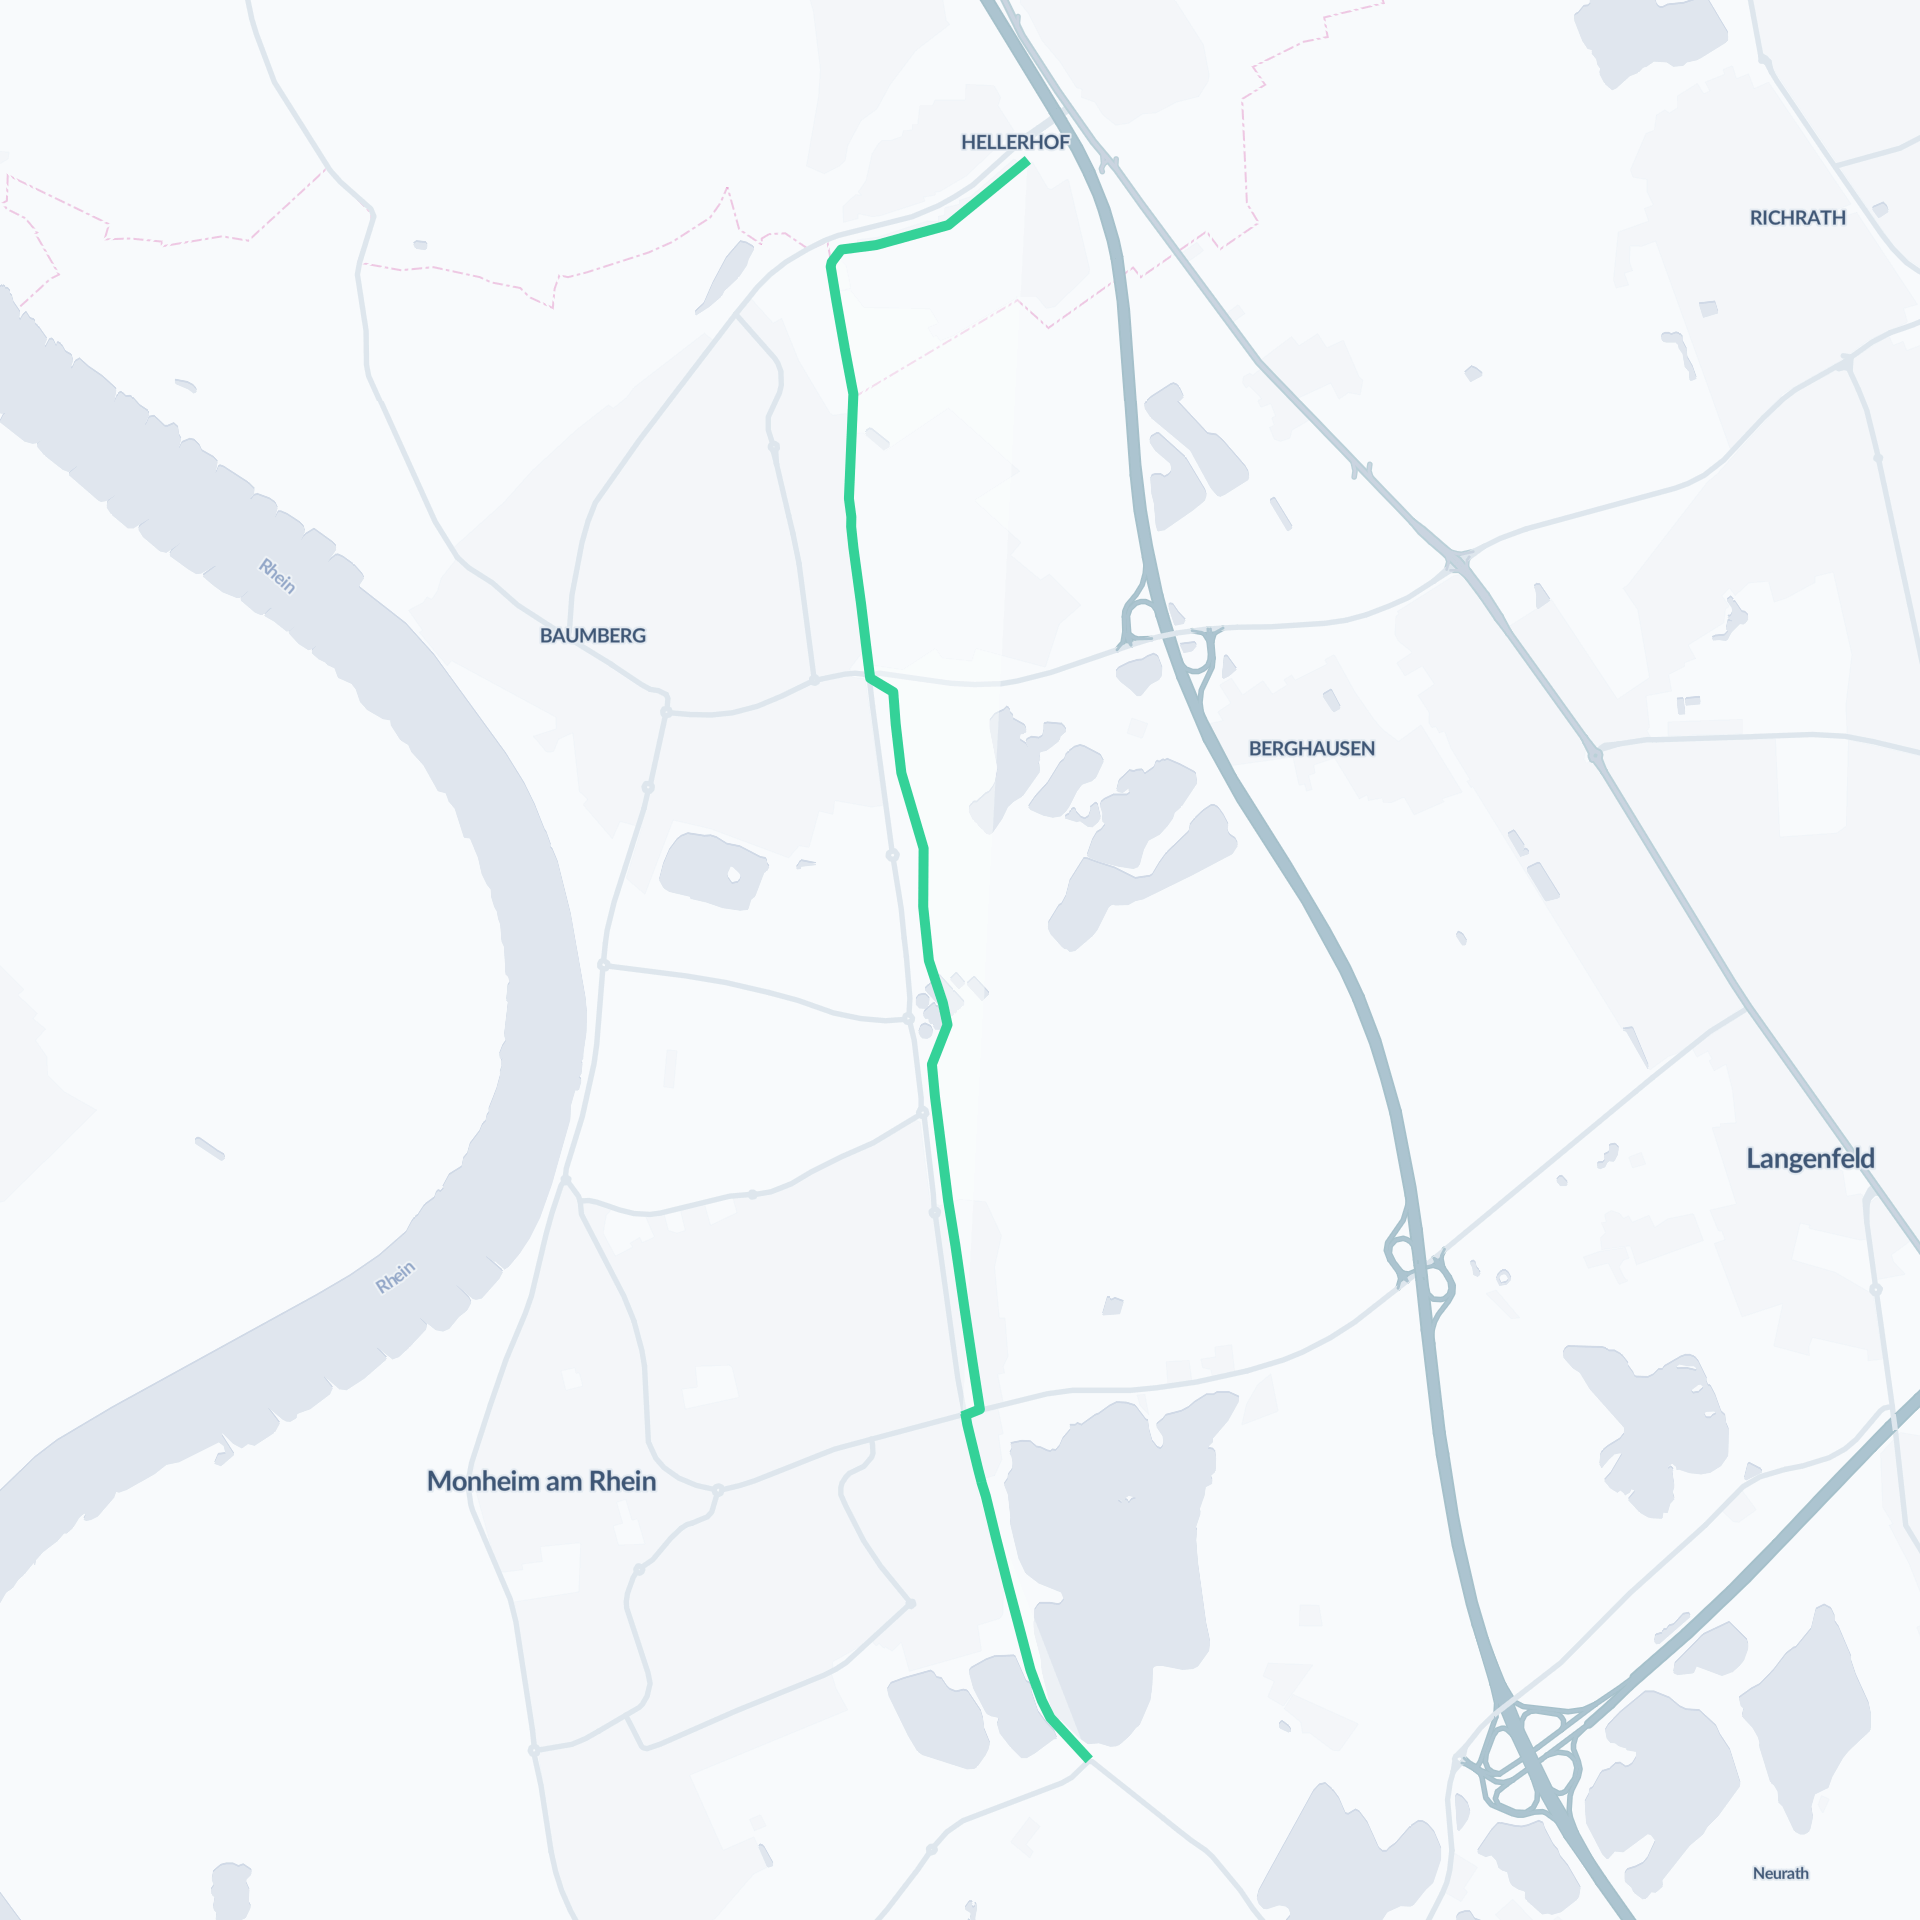 HELLERHOF
RICHRATH
Rhein
BAUMBERG
BERGHAUSEN
Langenfeld
Rhein
Monheim am Rhein
Neurath